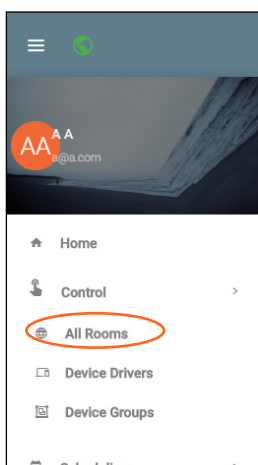 A A
AA
a@a.com
Home
Control
All Rooms
Device Drivers
Device Groups